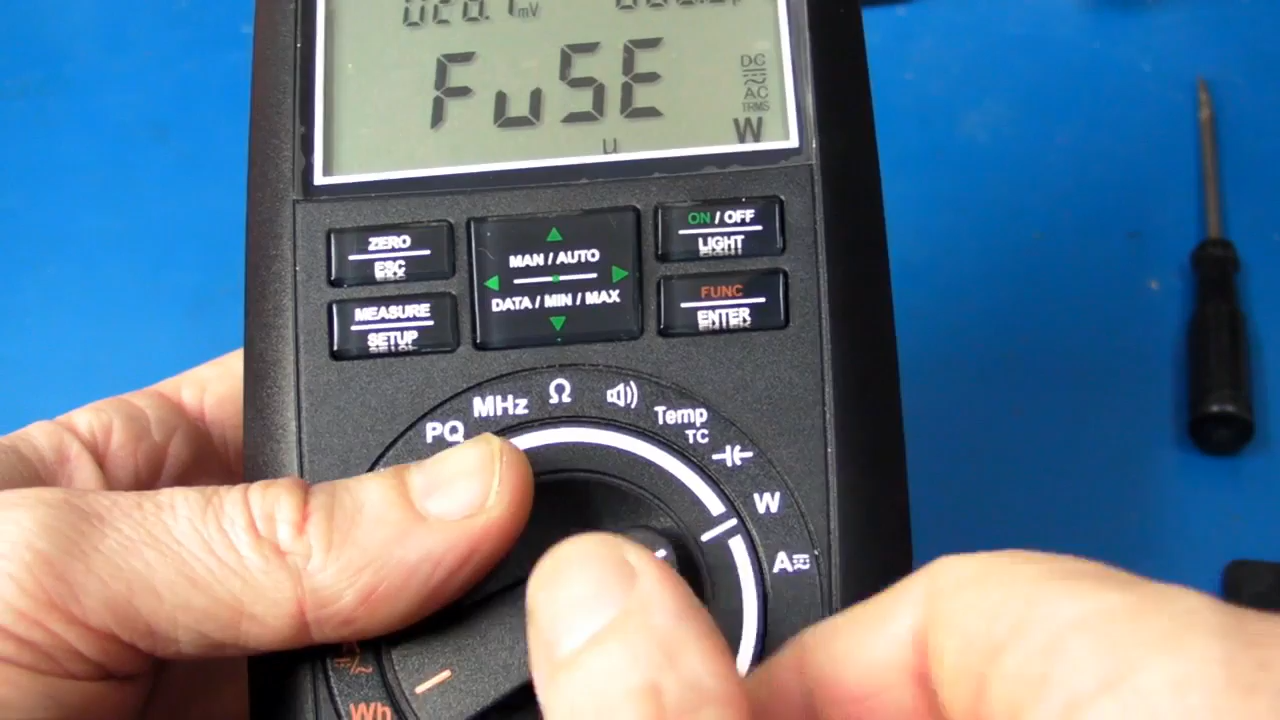 mV
FuSE
DC
AC
TRMS
W
u
ZERO
ESC
MEASURE
SETUP
MAN / AUTO
DATA / MIN / MAX
ON / OFF
LIGHT
FUNC
ENTER
PQ
MHz
Ω
Temp
TC
W
A
Wh